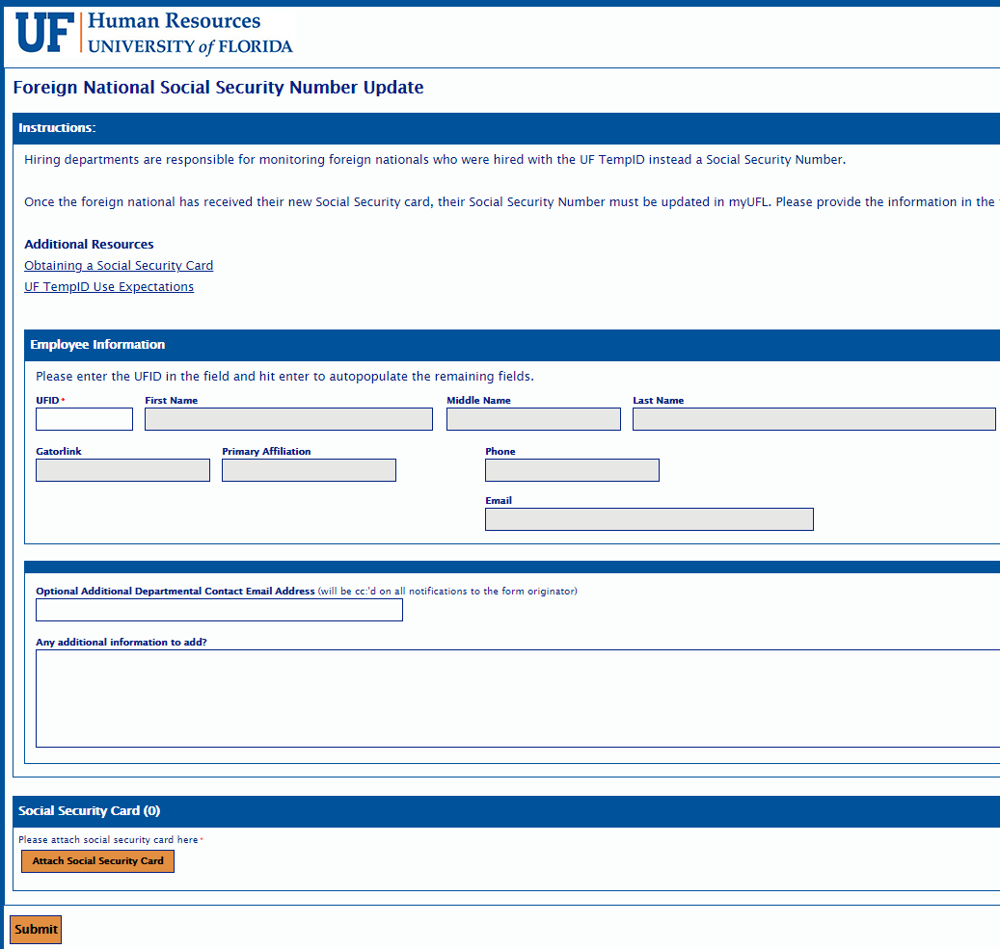 UF Human Resources
UNIVERSITY of FLORIDA
Foreign National Social Security Number Update
Instructions:
Hiring departments are responsible for monitoring foreign nationals who were hired with the UF TempID instead a Social Security Number.
Once the foreign national has received their new Social Security card, their Social Security Number must be updated in myUFL. Please provide the information in the
Additional Resources
Obtaining a Social Security Card
UF TempID Use Expectations
Employee Information
Please enter the UFID in the field and hit enter to autopopulate the remaining fields.
UFID * First Name Middle Name Last Name
Gatorlink Primary Affiliation Phone
Email
Optional Additional Departmental Contact Email Address (will be cc:'d on all notifications to the form originator)
Any additional information to add?
Social Security Card (0)
Please attach social security card here *
Attach Social Security Card
Submit